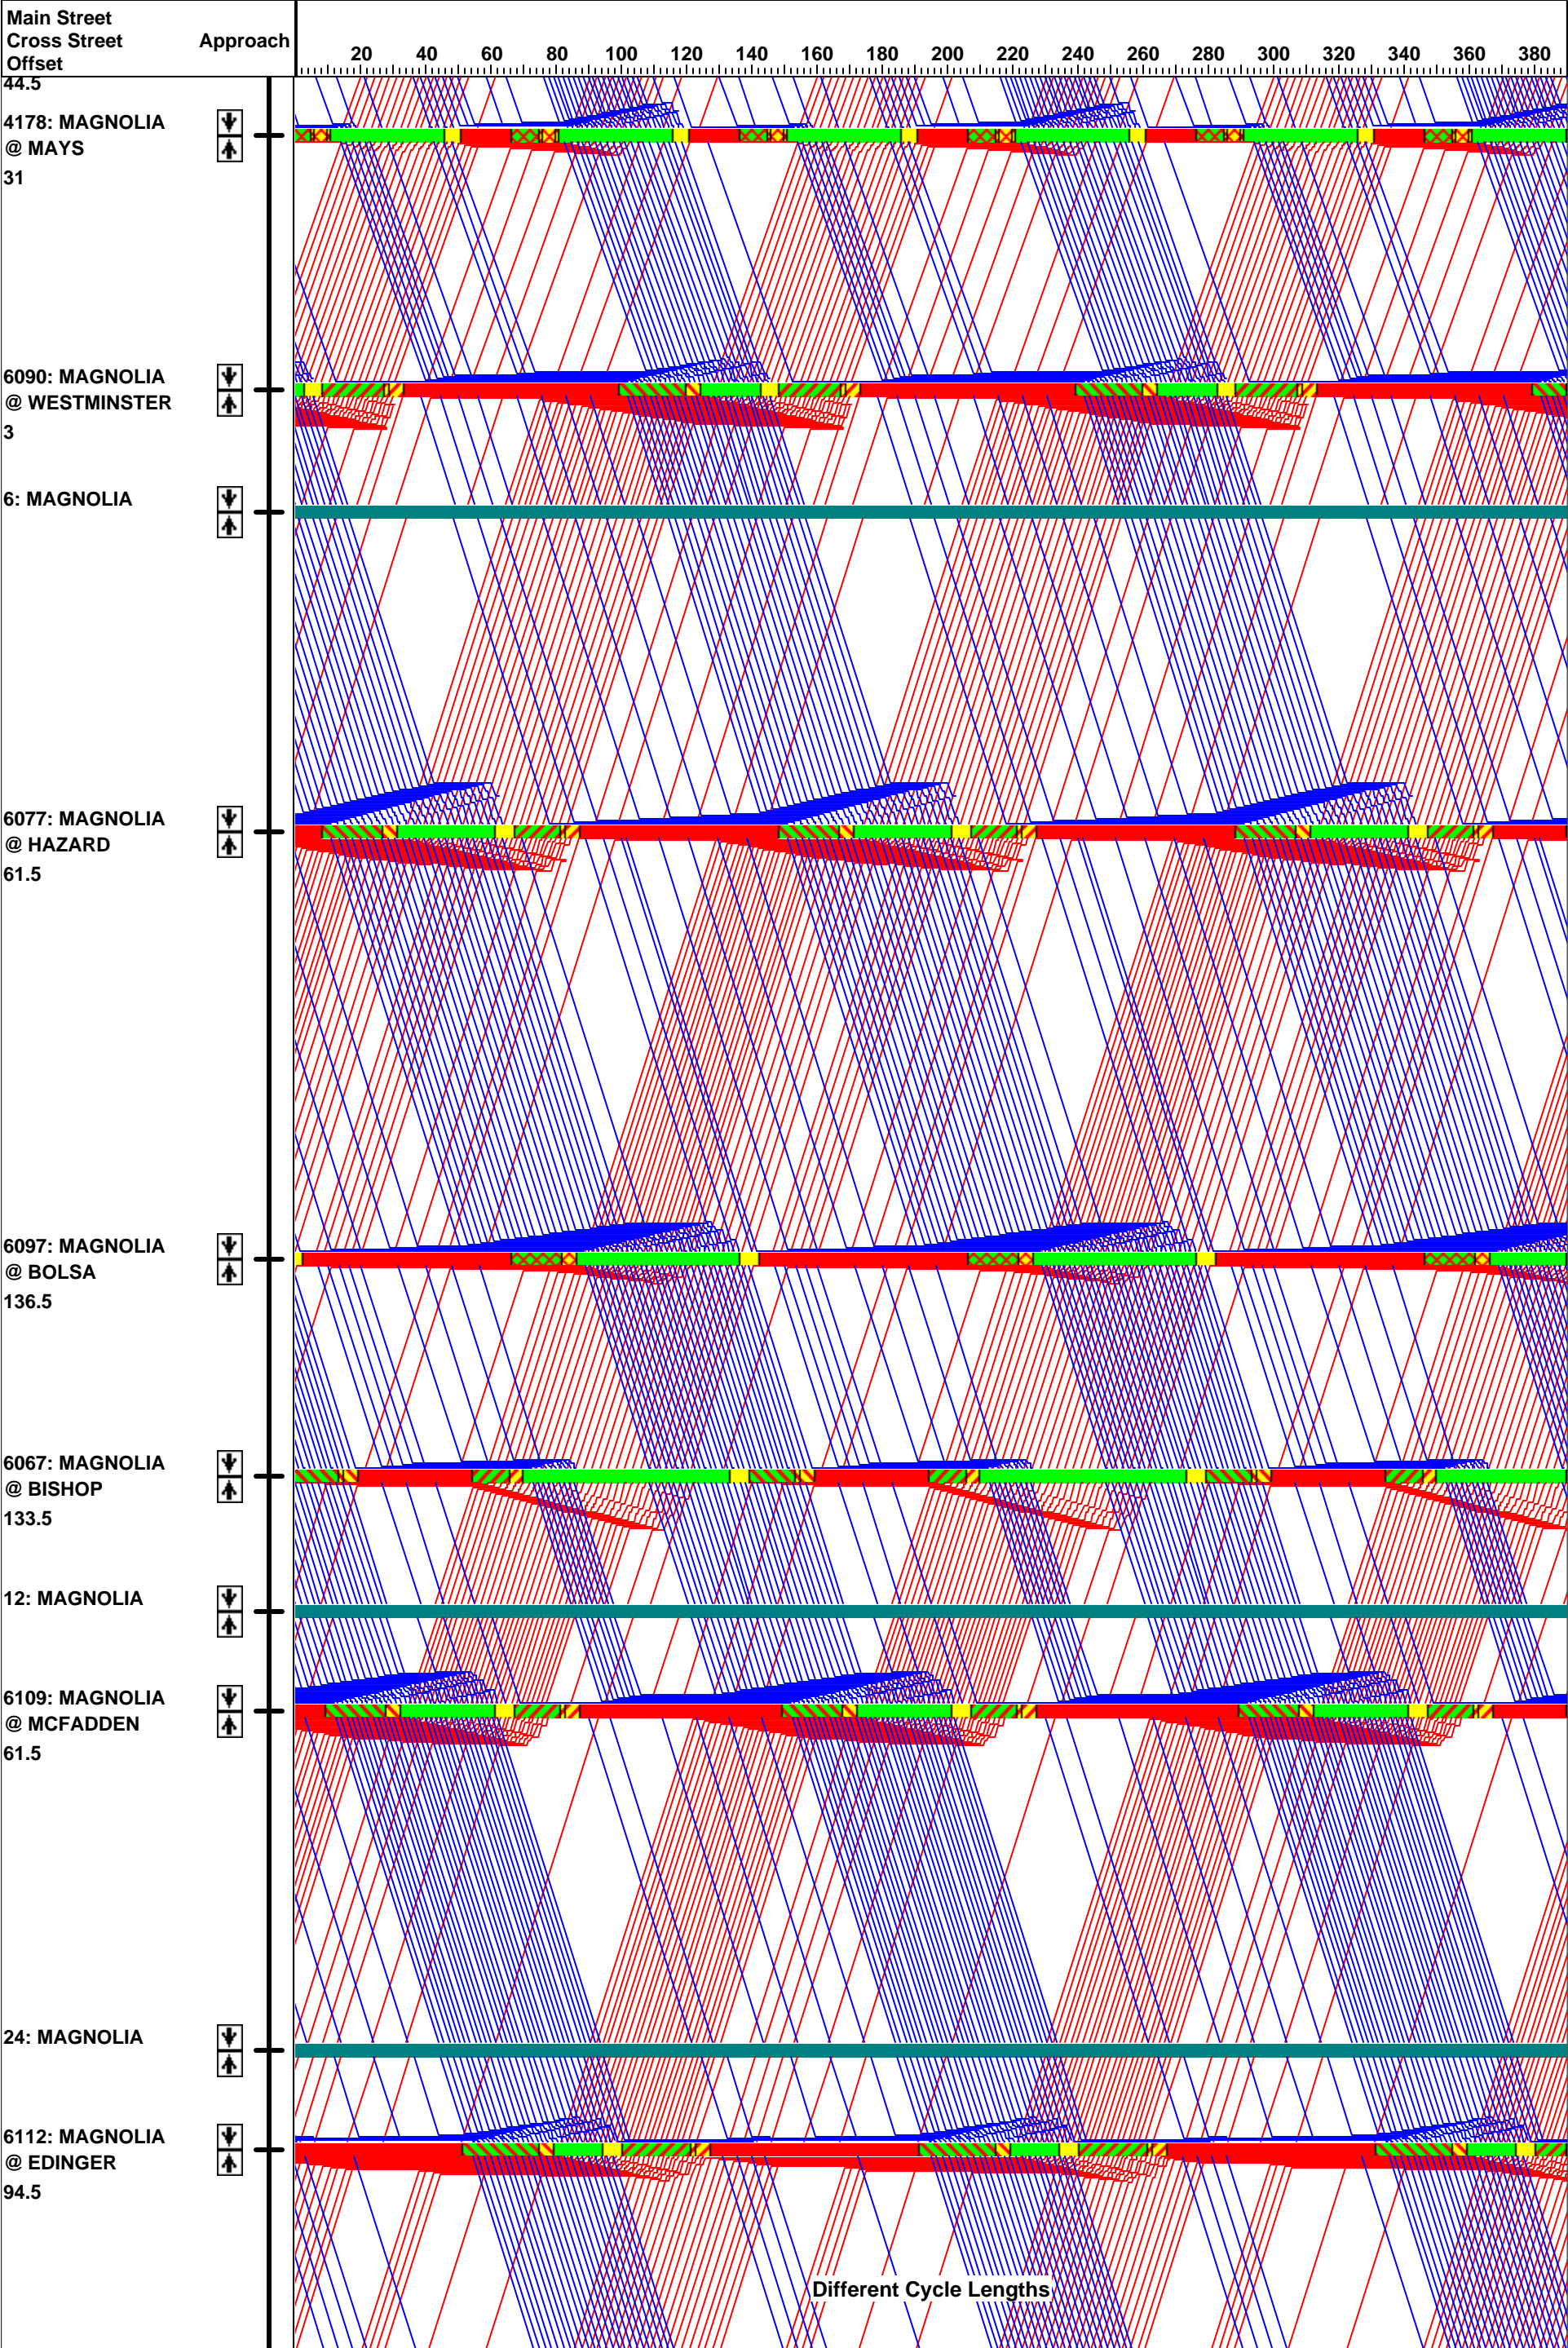 Main Street
Cross Street Approach
Offset
20 40 60 80 100 120 140 160 180 200 220 240 260 280 300 320 340 360 380
44.5
4178: MAGNOLIA
@ MAYS
31
6090: MAGNOLIA
@ WESTMINSTER
3
6: MAGNOLIA
6077: MAGNOLIA
@ HAZARD
61.5
6097: MAGNOLIA
@ BOLSA
136.5
6067: MAGNOLIA
@ BISHOP
133.5
12: MAGNOLIA
6109: MAGNOLIA
@ MCFADDEN
61.5
24: MAGNOLIA
6112: MAGNOLIA
@ EDINGER
94.5
Different Cycle Lengths